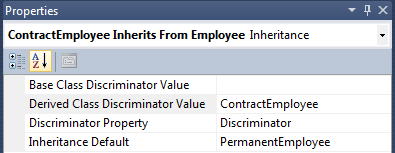 Properties
ContractEmployee Inherits From Employee Inheritance
Base Class Discriminator Value
Derived Class Discriminator Value ContractEmployee
Discriminator Property Discriminator
Inheritance Default PermanentEmployee